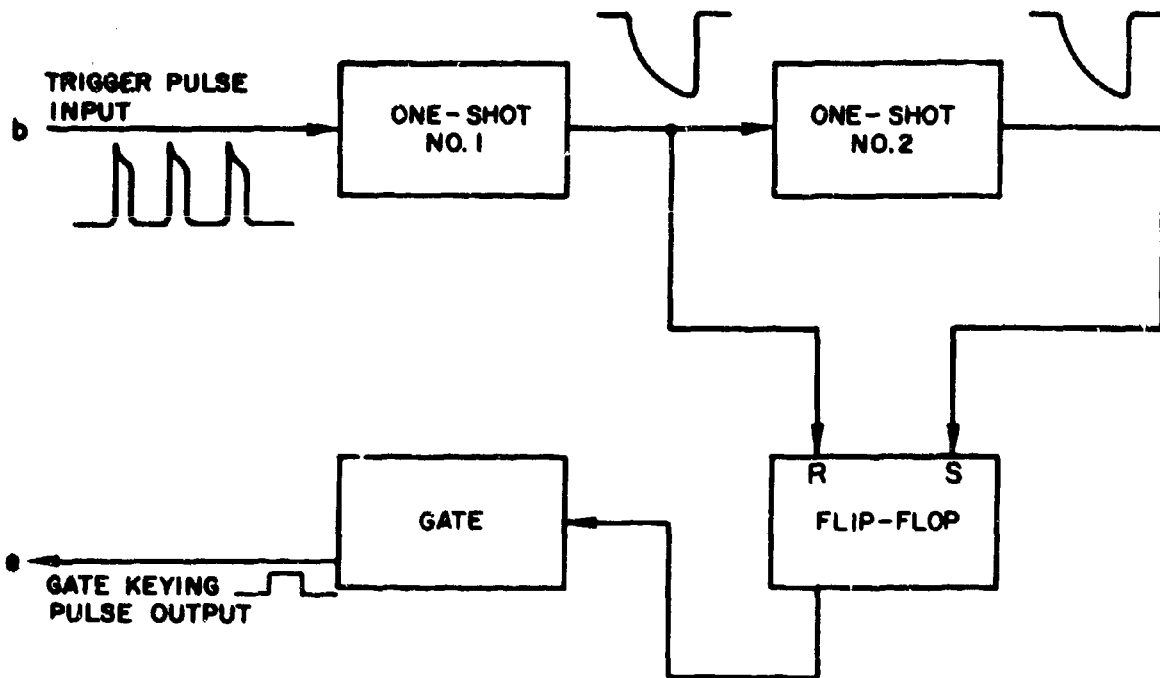 TRIGGER PULSE
INPUT
b
ONE-SHOT
NO. 1
ONE-SHOT
NO. 2
R S
FLIP-FLOP
GATE
e
GATE KEYING
PULSE OUTPUT